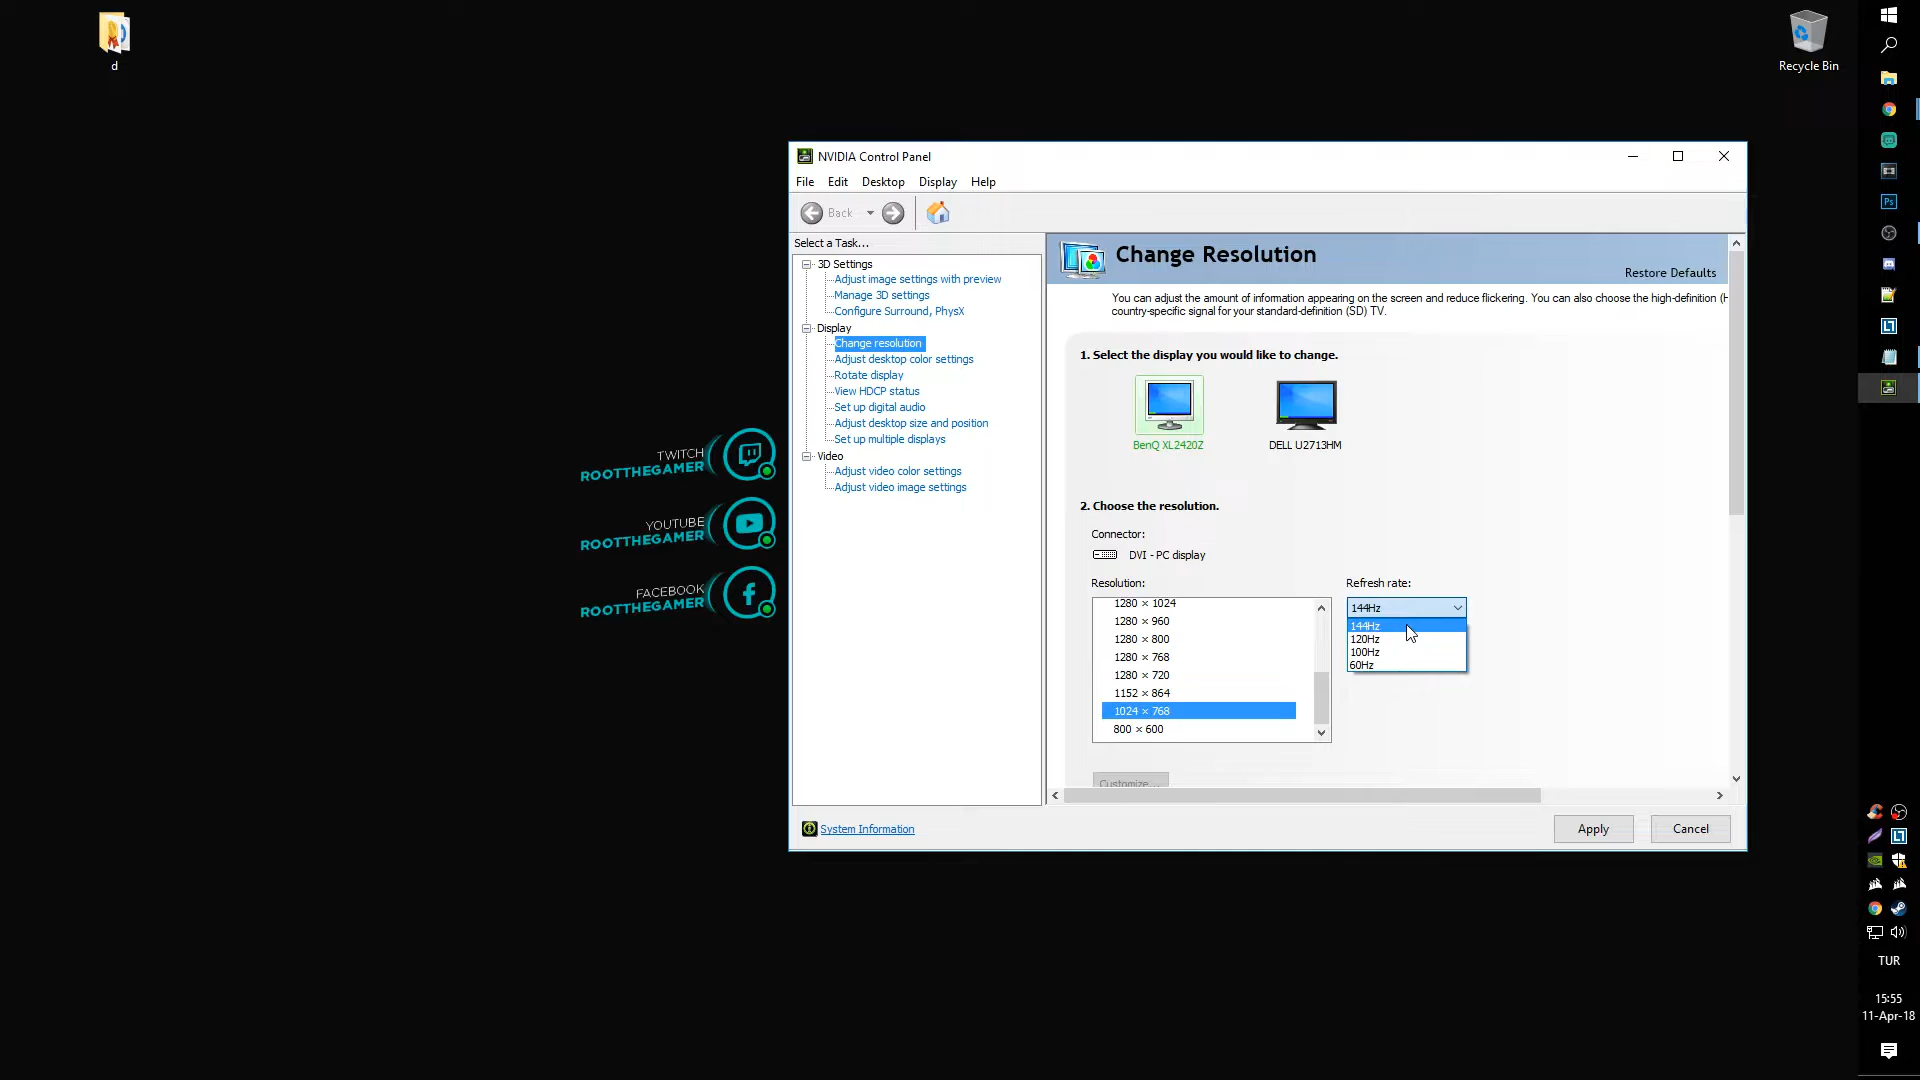 d
Recycle Bin
NVIDIA Control Panel
File Edit Desktop Display Help
Back
Select a Task...
3D Settings
Adjust image settings with preview
Manage 3D settings
Configure Surround, PhysX
Display
Change resolution
Adjust desktop color settings
Rotate display
View HDCP status
Set up digital audio
Adjust desktop size and position
Set up multiple displays
Video
Adjust video color settings
Adjust video image settings
System Information
Change Resolution
Restore Defaults
You can adjust the amount of information appearing on the screen and reduce flickering. You can also choose the high-definition (H
country-specific signal for your standard-definition (SD) TV.
1. Select the display you would like to change.
BenQ XL2420Z
DELL U2713HM
2. Choose the resolution.
Connector:
DVI - PC display
Resolution:
1280 × 1024
1280 × 960
1280 × 800
1280 × 768
1280 × 720
1152 × 864
1024 × 768
800 × 600
Refresh rate:
144Hz
144Hz
120Hz
100Hz
60Hz
Customize...
Apply
Cancel
TWITCH
ROOTTHEGAMER
YOUTUBE
ROOTTHEGAMER
FACEBOOK
ROOTTHEGAMER
Ps
TUR
15:55
11-Apr-18